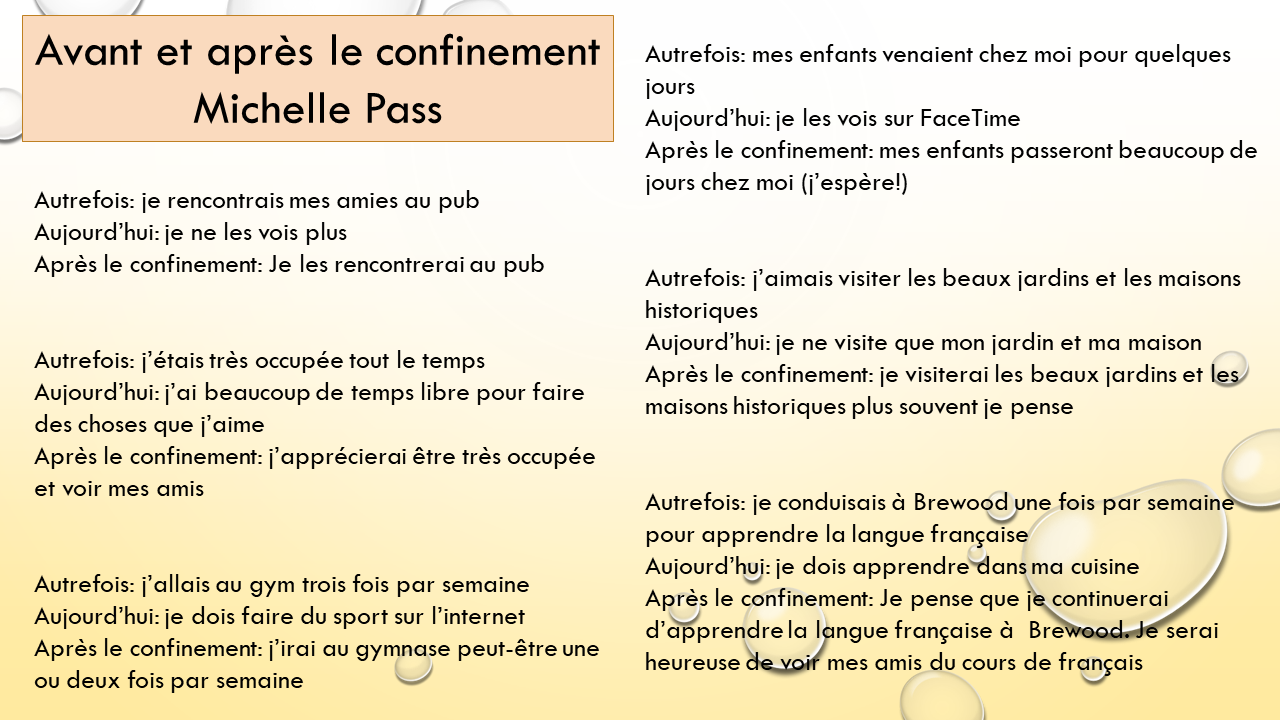 Avant et après le confinement
Michelle Pass
Autrefois: je rencontrais mes amies au pub
Aujourd’hui: je ne les vois plus
Après le confinement: Je les rencontrerai au pub
Autrefois: j’étais très occupée tout le temps
Aujourd’hui: j’ai beaucoup de temps libre pour faire
des choses que j’aime
Après le confinement: j’apprécierai être très occupée
et voir mes amis
Autrefois: j’allais au gym trois fois par semaine
Aujourd’hui: je dois faire du sport sur l’internet
Après le confinement: j’irai au gymnase peut-être une
ou deux fois par semaine
Autrefois: mes enfants venaient chez moi pour quelques
jours
Aujourd’hui: je les vois sur FaceTime
Après le confinement: mes enfants passeront beaucoup de
jours chez moi (j’espère!)
Autrefois: j’aimais visiter les beaux jardins et les maisons
historiques
Aujourd’hui: je ne visite que mon jardin et ma maison
Après le confinement: je visiterai les beaux jardins et les
maisons historiques plus souvent je pense
Autrefois: je conduisais à Brewood une fois par semaine
pour apprendre la langue française
Aujourd’hui: je dois apprendre dans ma cuisine
Après le confinement: Je pense que je continuerai
d’apprendre la langue française à Brewood. Je serai
heureuse de voir mes amis du cours de français